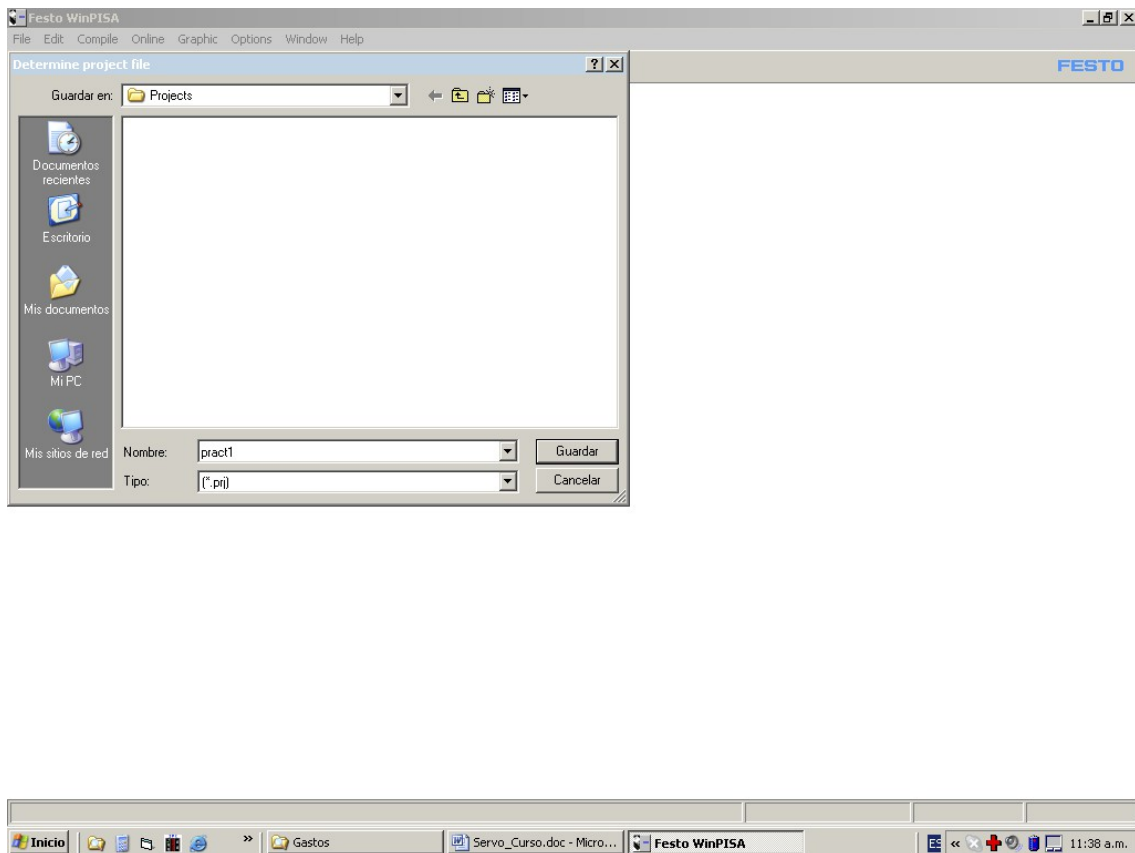 Festo WinPISA
File Edit Compile Online Graphic Options Window Help
Determine project file
FESTO
Guardar en: Projects
Documentos
recientes
Escritorio
Mis documentos
Mi PC
Mis sitios de red
Nombre: pract1 Guardar
Tipo: (*.prj) Cancelar
Inicio » Gastos Servo_Curso.doc - Micro... Festo WinPISA ES « 11:38 a.m.